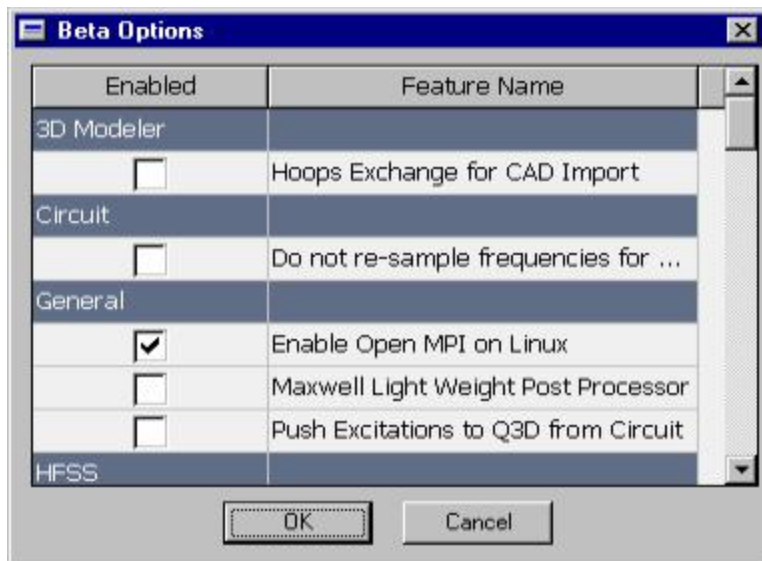 Beta Options
Enabled Feature Name
3D Modeler
Hoops Exchange for CAD Import
Circuit
Do not re-sample frequencies for ...
General
Enable Open MPI on Linux
Maxwell Light Weight Post Processor
Push Excitations to Q3D from Circuit
HFSS
OK Cancel